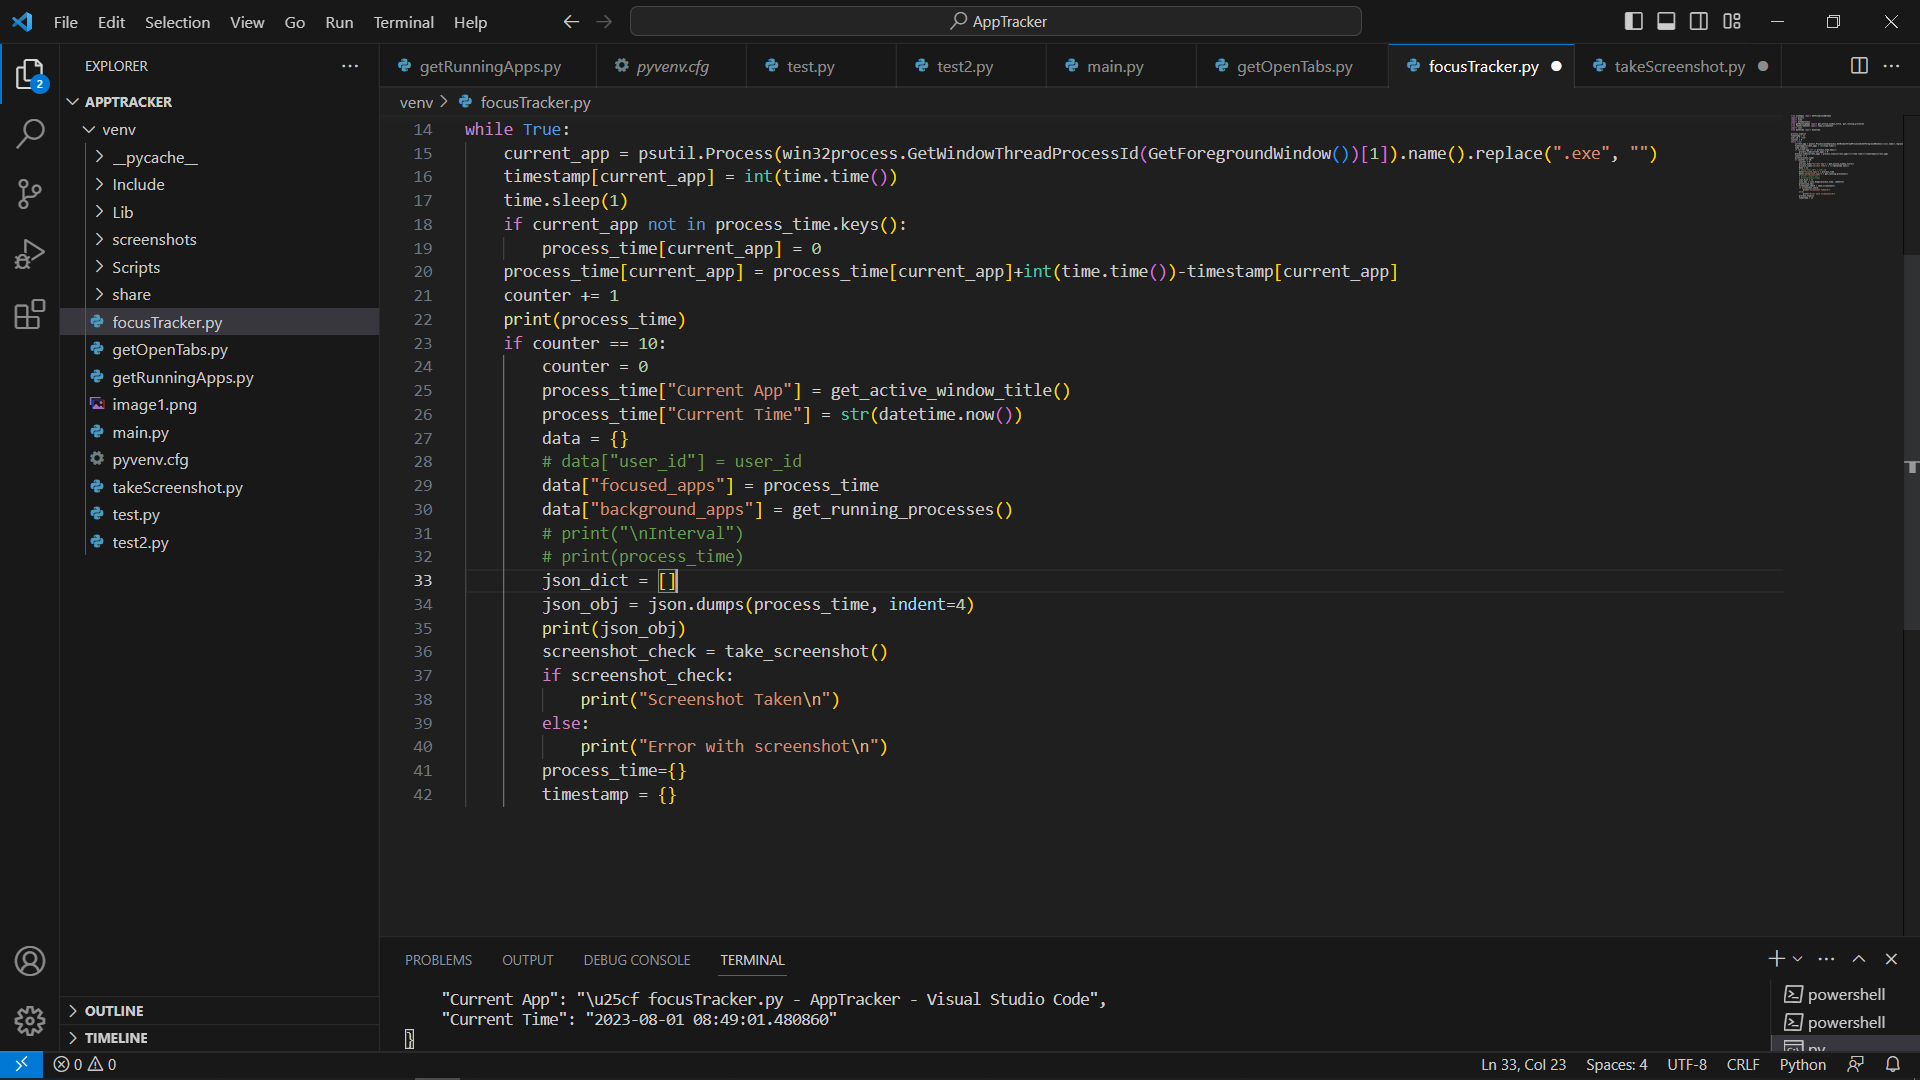 File Edit Selection View Go Run Terminal Help
AppTracker
EXPLORER
2
APPTRACKER
venv
__pycache__
Include
Lib
screenshots
Scripts
share
focusTracker.py
getOpenTabs.py
getRunningApps.py
image1.png
main.py
pyvenv.cfg
takeScreenshot.py
test.py
test2.py
OUTLINE
TIMELINE
getRunningApps.py pyvenv.cfg test.py test2.py main.py getOpenTabs.py focusTracker.py takeScreenshot.py
venv focusTracker.py
14 while True:
15 current_app = psutil.Process(win32process.GetWindowThreadProcessId(GetForegroundWindow())[1]).name().replace(".exe", "")
16 timestamp[current_app] = int(time.time())
17 time.sleep(1)
18 if current_app not in process_time.keys():
19 process_time[current_app] = 0
20 process_time[current_app] = process_time[current_app]+int(time.time())-timestamp[current_app]
21 counter += 1
22 print(process_time)
23 if counter == 10:
24 counter = 0
25 process_time["Current App"] = get_active_window_title()
26 process_time["Current Time"] = str(datetime.now())
27 data = {}
28 # data["user_id"] = user_id
29 data["focused_apps"] = process_time
30 data["background_apps"] = get_running_processes()
31 # print("\nInterval")
32 # print(process_time)
33 json_dict = []
34 json_obj = json.dumps(process_time, indent=4)
35 print(json_obj)
36 screenshot_check = take_screenshot()
37 if screenshot_check:
38 print("Screenshot Taken\n")
39 else:
40 print("Error with screenshot\n")
41 process_time={}
42 timestamp = {}
PROBLEMS OUTPUT DEBUG CONSOLE TERMINAL
"Current App": "\u25cf focusTracker.py - AppTracker - Visual Studio Code",
"Current Time": "2023-08-01 08:49:01.480860"
}
powershell
powershell
py
0 0
Ln 33, Col 23 Spaces: 4 UTF-8 CRLF Python